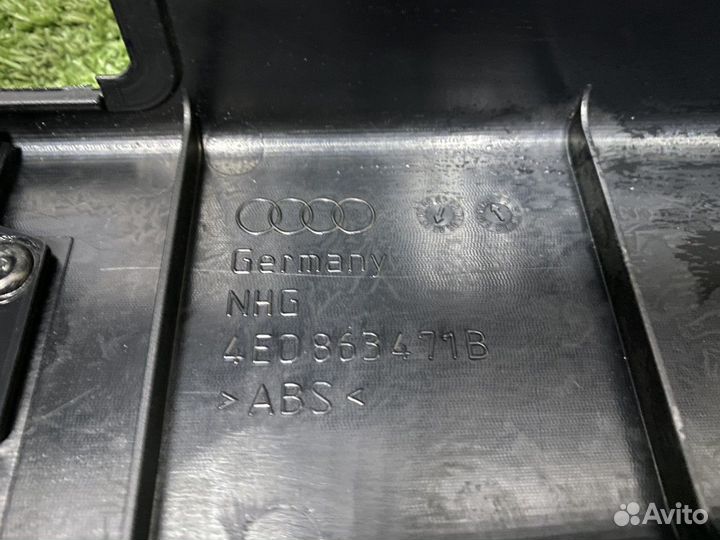 Germany
NHG
4E0863471B
>ABS<
Avito